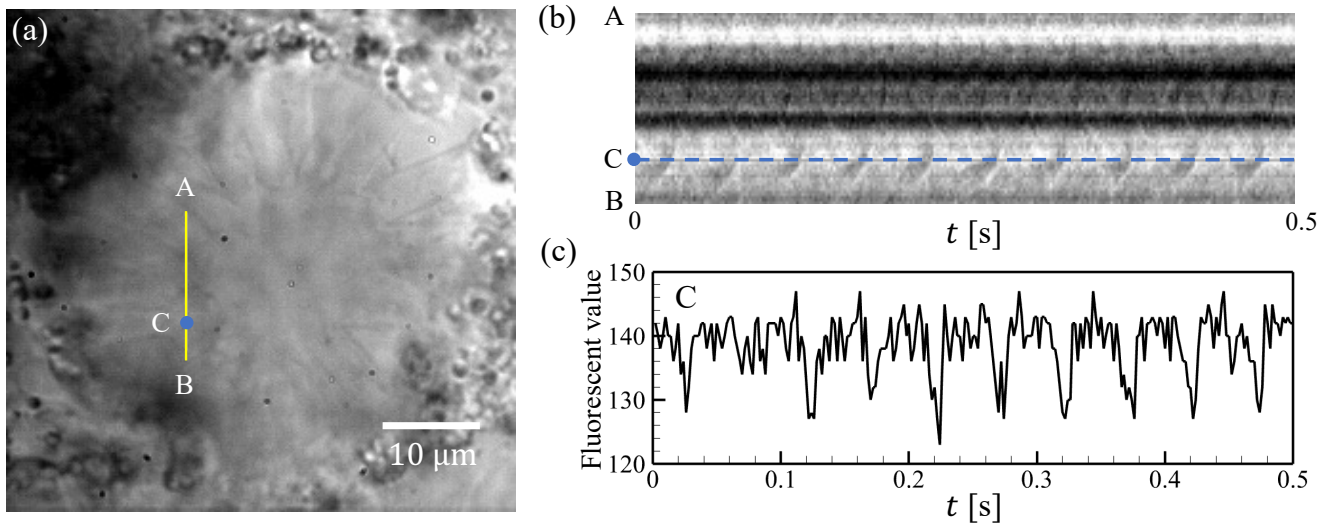 (a)
A
C
B
10 μm
(b)
A
C
B
0
0.5
t [s]
(c)
Fluorescent value
150
140
130
120
C
0
0.1
0.2
0.3
0.4
0.5
t [s]